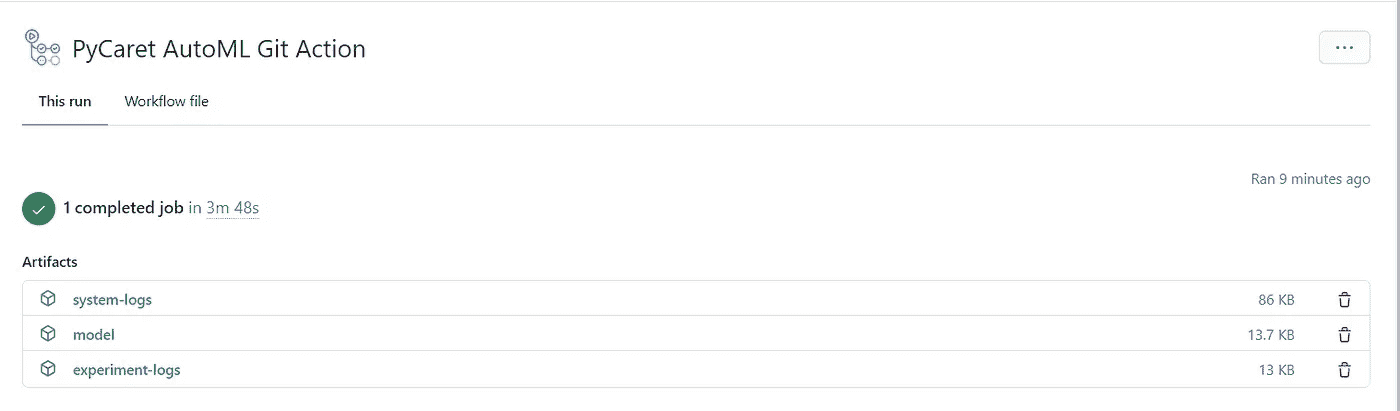 PyCaret AutoML Git Action
...
This run Workflow file
Ran 9 minutes ago
1 completed job in 3m 48s
Artifacts
system-logs 86 KB
model 13.7 KB
experiment-logs 13 KB